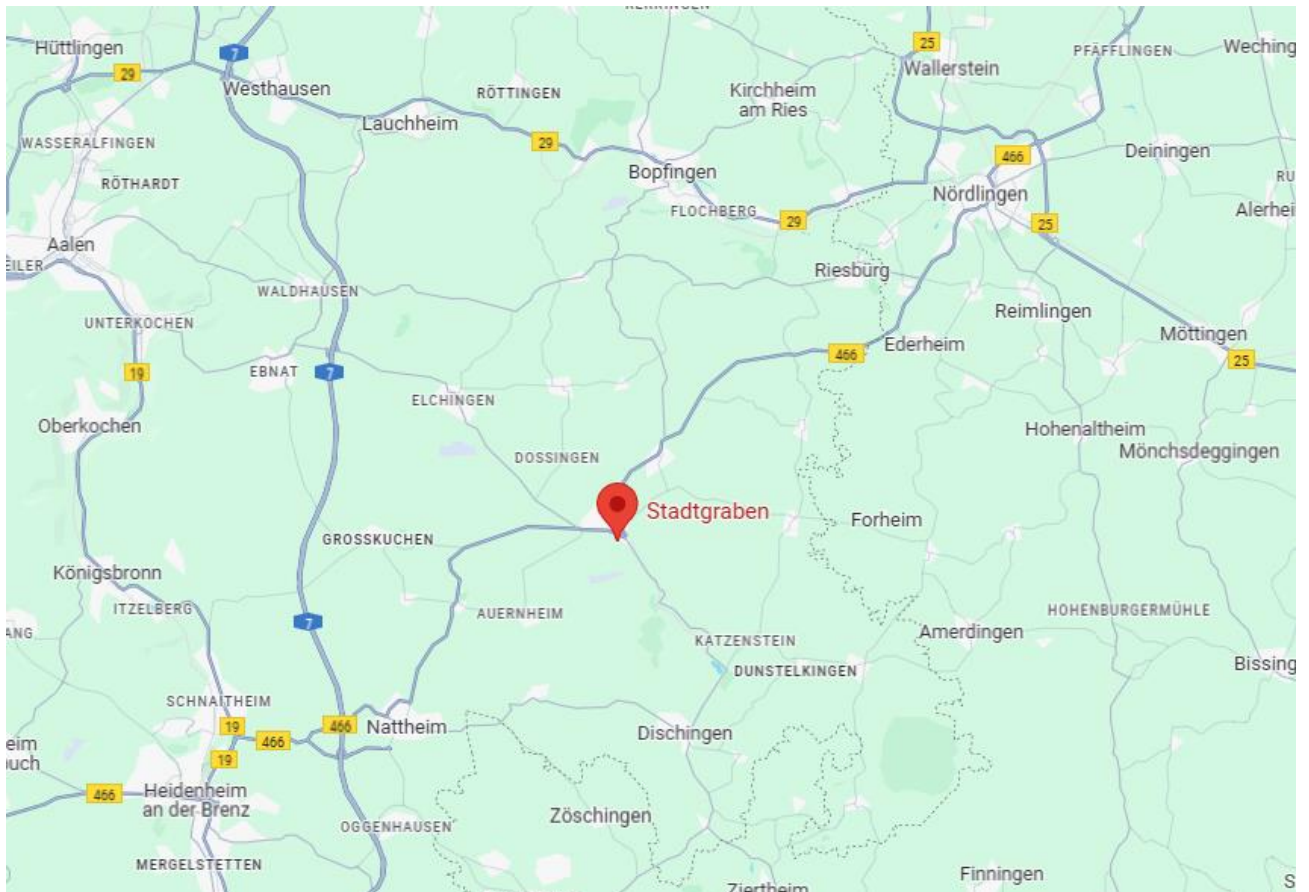 Hüttlingen
7
25
PFÄFFLINGEN
29
Wallerstein
Westhausen
RÖTTINGEN
Kirchheim
am Ries
Lauchheim
WASSERALFINGEN
29
466
Deiningen
RÖTHARDT
Bopfingen
Nördlingen
FLOCHBERG
29
25
Aalen
Riesbürg
WALDHAUSEN
Reimlingen
UNTERKOCHEN
Möttingen
466
Ederheim
25
19
EBNAT
7
ELCHINGEN
Oberkochen
Hohenaltheim
DOSSINGEN
Mönchsdeggingen
Stadtgraben
Forheim
GROSSKUCHEN
Königsbronn
ITZELBERG
AUERNHEIM
HOHENBURGERMÜHLE
7
Amerdingen
KATZENSTEIN
DUNSTELKINGEN
SCHNAITHEIM
19
466
466
Nattheim
Dischingen
19
Heidenheim
an der Brenz
466
Zöschingen
OGGENHAUSEN
MERGELSTETTEN
Finningen
Ziertheim